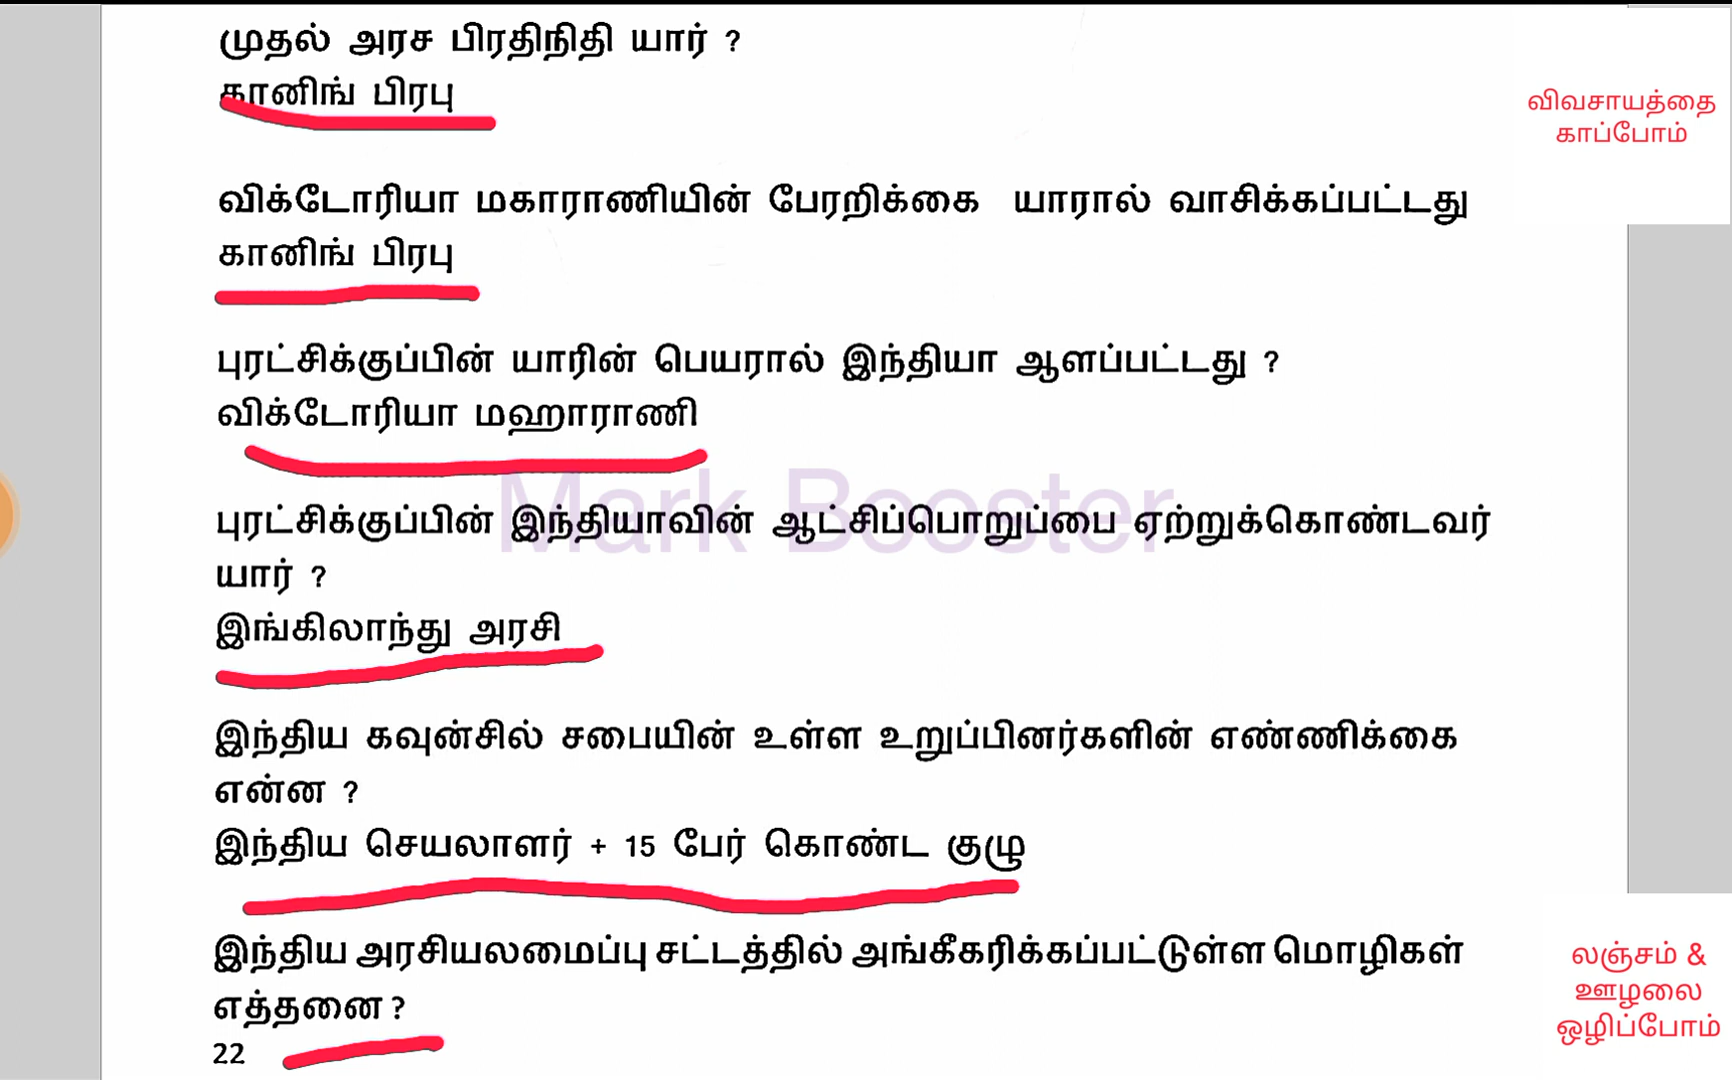 முதல் அரச பிரதிநிதி யார் ?
கானிங் பிரபு
விவசாயத்தை
காப்போம்
விக்டோரியா மகாராணியின் பேரறிக்கை யாரால் வாசிக்கப்பட்டது
கானிங் பிரபு
புரட்சிக்குப்பின் யாரின் பெயரால் இந்தியா ஆளப்பட்டது ?
விக்டோரியா மஹாராணி
Mark Booster
புரட்சிக்குப்பின் இந்தியாவின் ஆட்சிப்பொறுப்பை ஏற்றுக்கொண்டவர்
யார் ?
இங்கிலாந்து அரசி
இந்திய கவுன்சில் சபையின் உள்ள உறுப்பினர்களின் எண்ணிக்கை
என்ன ?
இந்திய செயலாளர் + 15 பேர் கொண்ட குழு
இந்திய அரசியலமைப்பு சட்டத்தில் அங்கீகரிக்கப்பட்டுள்ள மொழிகள்
எத்தனை ?
22
லஞ்சம் &
ஊழலை
ஒழிப்போம்